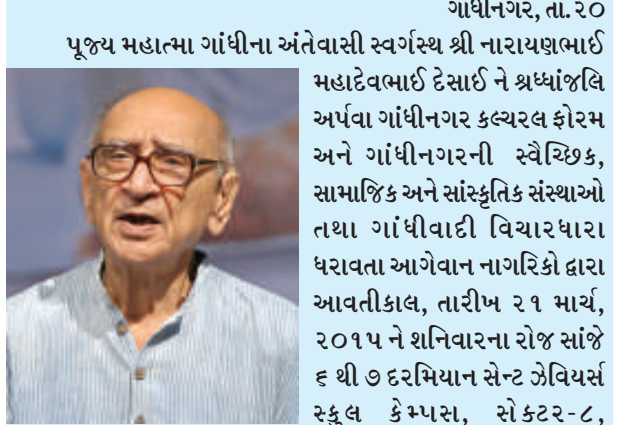 ગાંધીનગર, તા.૨૦
પૂજ્ય મહાત્મા ગાંધીના અંતેવાસી સ્વર્ગસ્થ શ્રી નારાયણભાઈ
મહાદેવભાઈ દેસાઈ ને શ્રધ્ધાંજલિ
અર્પવા ગાંધીનગર કલ્ચરલ ફોરમ
અને ગાંધીનગરની સ્વૈચ્છિક,
સામાજિક અને સાંસ્કૃતિક સંસ્થાઓ
તથા ગાંધીવાદી વિચારધારા
ધરાવતા આગેવાન નાગરિકો દ્વારા
આવતીકાલ, તારીખ ૨૧ માર્ચ,
૨૦૧૫ ને શનિવારના રોજ સાંજે
૬ થી ૭ દરમિયાન સેન્ટ ઝેવિયર્સ
સ્કુલ કેમ્પસ, સેક્ટર-૮,